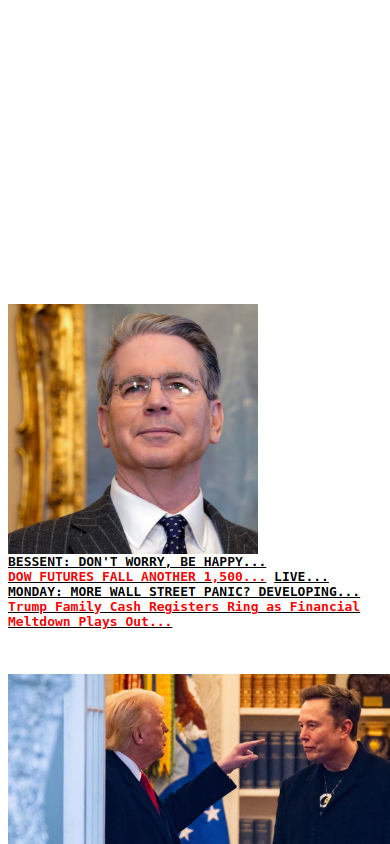 BESSENT: DON'T WORRY, BE HAPPY...
DOW FUTURES FALL ANOTHER 1,500... LIVE...
MONDAY: MORE WALL STREET PANIC? DEVELOPING...
Trump Family Cash Registers Ring as Financial
Meltdown Plays Out...